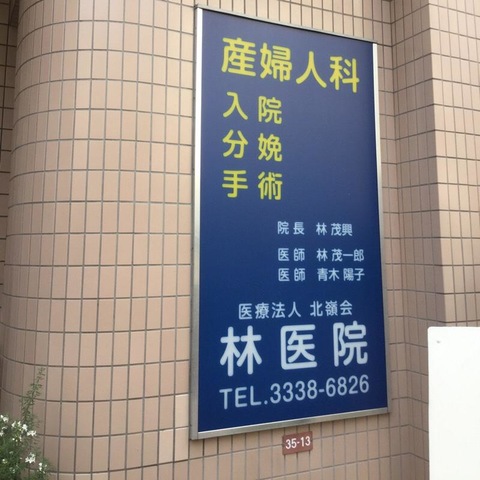 産婦人科
入院
分娩
手術
院長 林 茂興
医師 林 茂一郎
医師 青木 陽子
医療法人 北嶺会
林医院
TEL.3338-6826
35-13